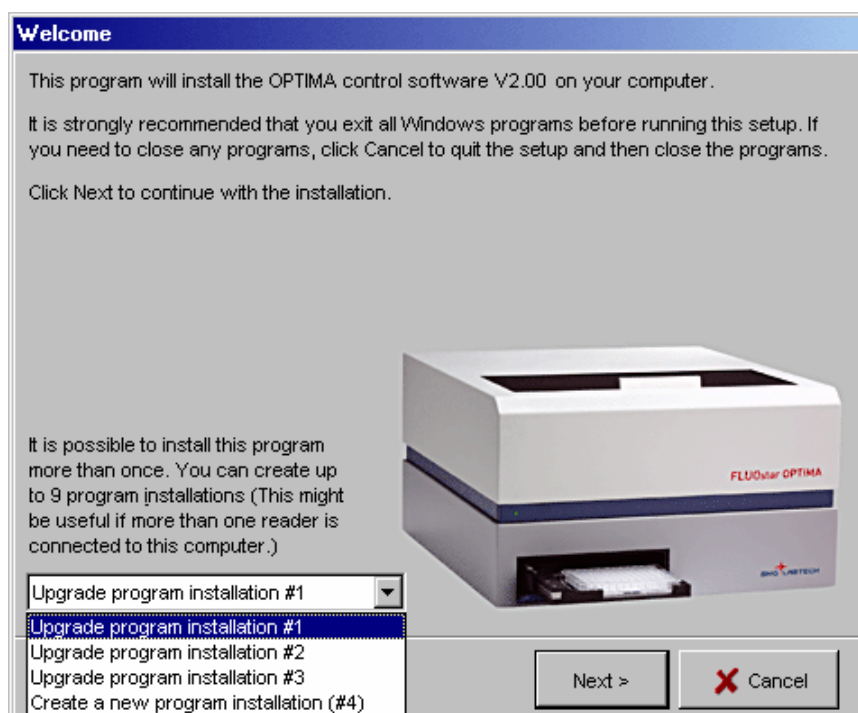 Welcome
This program will install the OPTIMA control software V2.00 on your computer.
It is strongly recommended that you exit all Windows programs before running this setup. If
you need to close any programs, click Cancel to quit the setup and then close the programs.
Click Next to continue with the installation.
It is possible to install this program
more than once. You can create up
to 9 program installations (This might
be useful if more than one reader is
connected to this computer.)
FLUOstar OPTIMA
BMG LABTECH
Upgrade program installation #1
Upgrade program installation #1
Upgrade program installation #2
Upgrade program installation #3
Create a new program installation (#4)
Next >
Cancel